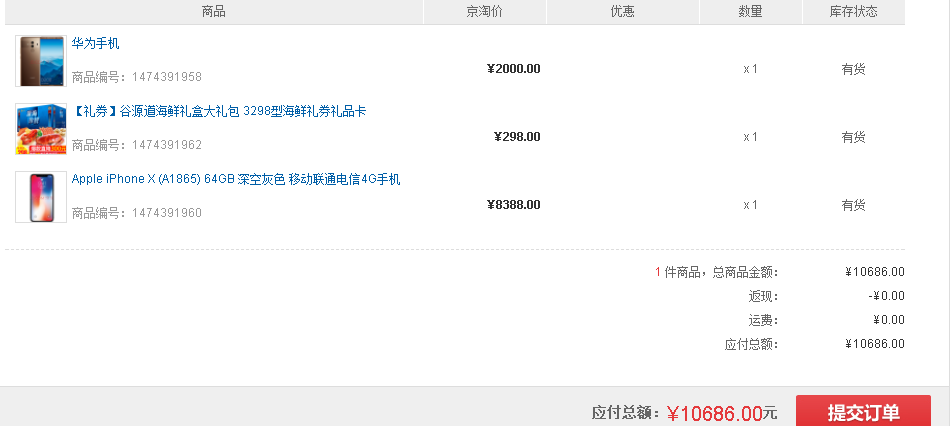 商品 京淘价 优惠 数量 库存状态
华为手机
商品编号：1474391958
¥2000.00 x 1 有货
【礼券】谷源道海鲜礼盒大礼包 3298型海鲜礼券礼品卡
商品编号：1474391962
¥298.00 x 1 有货
Apple iPhone X (A1865) 64GB 深空灰色 移动联通电信4G手机
商品编号：1474391960
¥8388.00 x 1 有货
1 件商品，总商品金额： ¥10686.00
返现： -¥0.00
运费： ¥0.00
应付总额： ¥10686.00
应付总额：¥10686.00元 提交订单